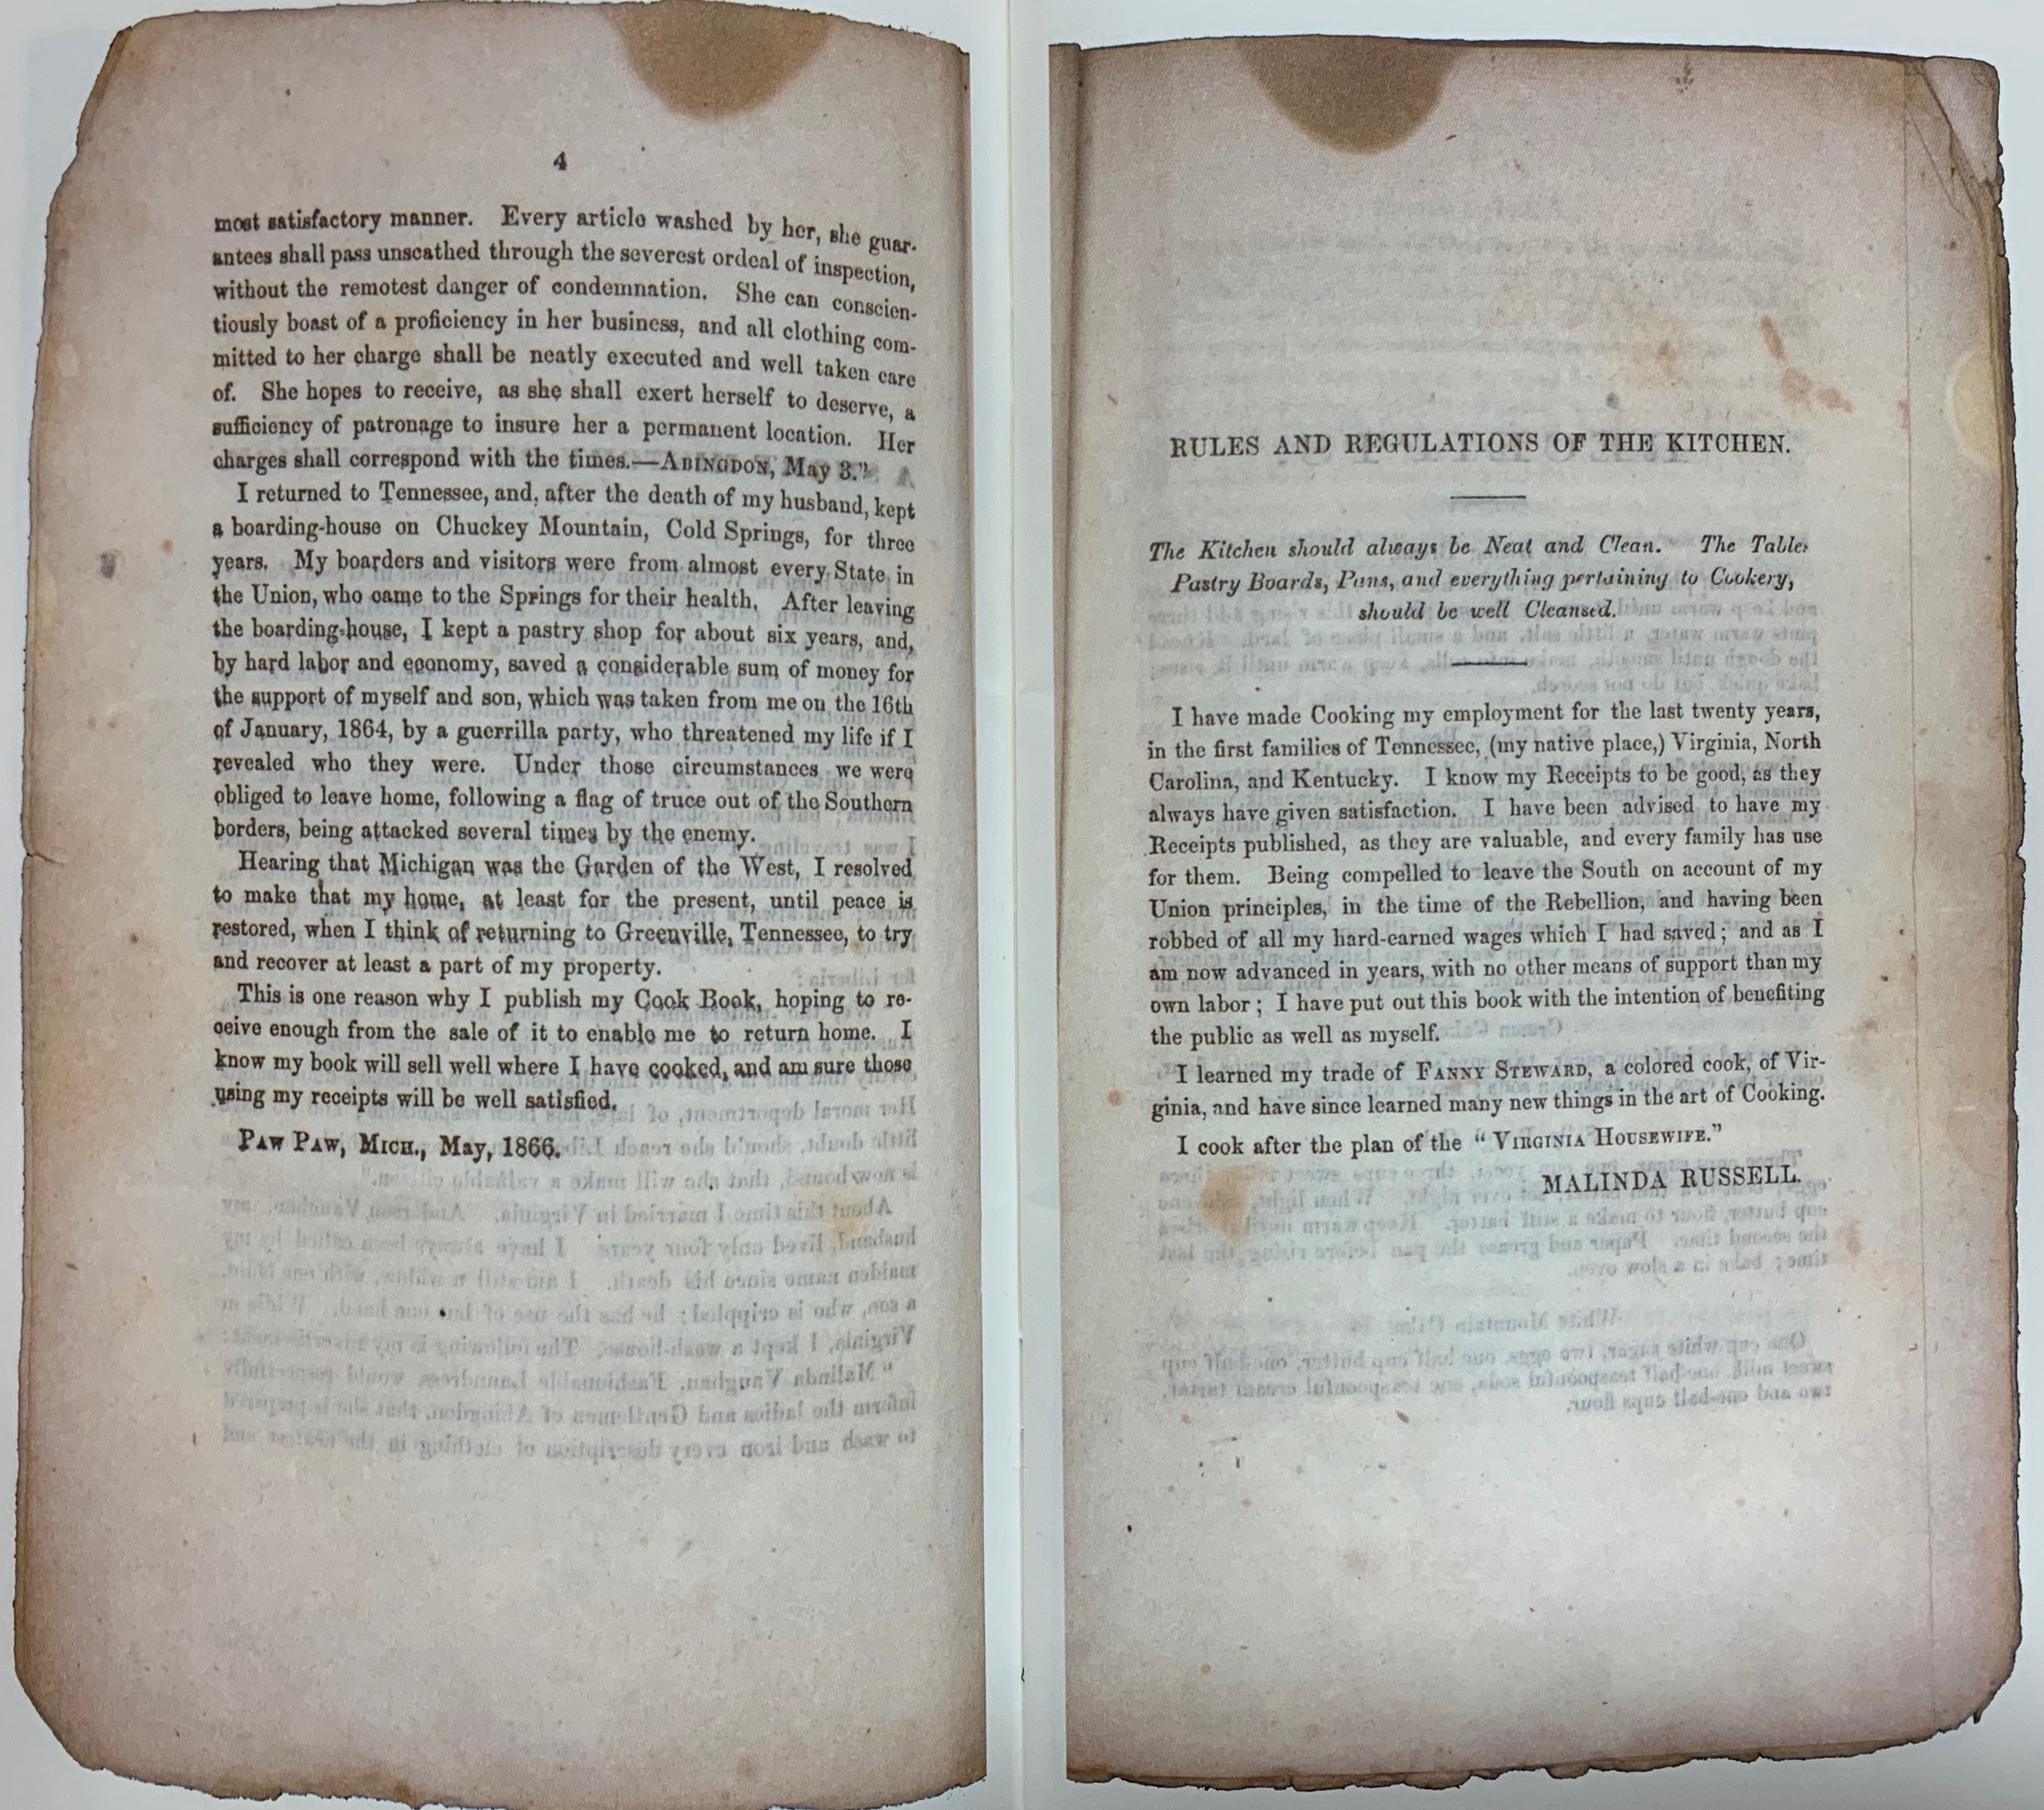 4
most satisfactory manner. Every article washed by her, she guar-
antees shall pass unscathed through the severest ordeal of inspection,
without the remotest danger of condemnation. She can conscien-
tiously boast of a proficiency in her business, and all clothing com-
mitted to her charge shall be neatly executed and well taken care
of. She hopes to receive, as she shall exert herself to deserve, a
sufficiency of patronage to insure her a permanent location. Her
charges shall correspond with the times.—ABINGDON, May 3."
I returned to Tennessee, and, after the death of my husband, kept
a boarding-house on Chuckey Mountain, Cold Springs, for three
years. My boarders and visitors were from almost every State in
the Union, who came to the Springs for their health. After leaving
the boarding-house, I kept a pastry shop for about six years, and,
by hard labor and economy, saved a considerable sum of money for
the support of myself and son, which was taken from me on the 16th
of January, 1864, by a guerrilla party, who threatened my life if I
revealed who they were. Under those circumstances we were
obliged to leave home, following a flag of truce out of the Southern
borders, being attacked several times by the enemy.
Hearing that Michigan was the Garden of the West, I resolved
to make that my home, at least for the present, until peace is
restored, when I think of returning to Greenville, Tennessee, to try
and recover at least a part of my property.
This is one reason why I publish my Cook Book, hoping to re-
ceive enough from the sale of it to enable me to return home. I
know my book will sell well where I have cooked, and am sure those
using my receipts will be well satisfied.
PAW PAW, MICH., May, 1866.
RULES AND REGULATIONS OF THE KITCHEN.
The Kitchen should always be Neat and Clean. The Tables
Pastry Boards, Pans, and everything pertaining to Cookery,
should be well Cleansed.
I have made Cooking my employment for the last twenty years,
in the first families of Tennessee, (my native place,) Virginia, North
Carolina, and Kentucky. I know my Receipts to be good, as they
always have given satisfaction. I have been advised to have my
Receipts published, as they are valuable, and every family has use
for them. Being compelled to leave the South on account of my
Union principles, in the time of the Rebellion, and having been
robbed of all my hard-earned wages which I had saved; and as I
am now advanced in years, with no other means of support than my
own labor; I have put out this book with the intention of benefiting
the public as well as myself.
I learned my trade of FANNY STEWARD, a colored cook, of Vir-
ginia, and have since learned many new things in the art of Cooking.
I cook after the plan of the "VIRGINIA HOUSEWIFE."
MALINDA RUSSELL.